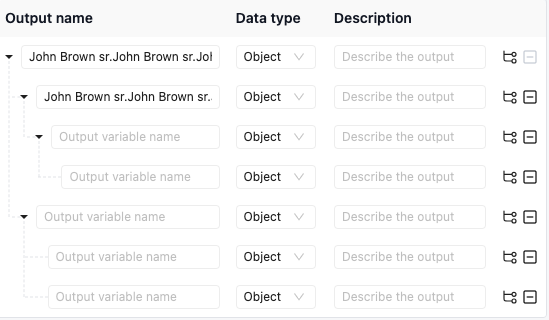 Output name Data type Description
John Brown sr.John Brown sr.Joh Object Describe the output
John Brown sr.John Brown sr. Object Describe the output
Output variable name Object Describe the output
Output variable name Object Describe the output
Output variable name Object Describe the output
Output variable name Object Describe the output
Output variable name Object Describe the output